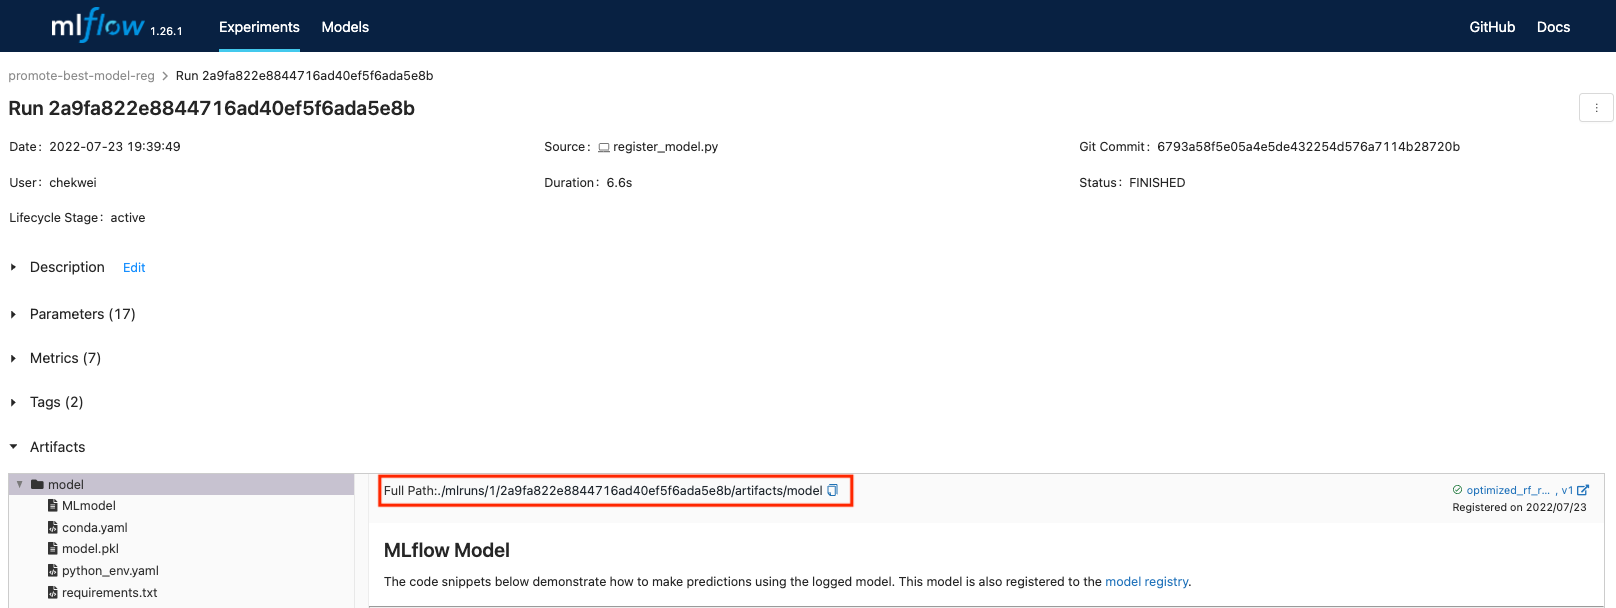 mlflow 1.26.1 Experiments Models GitHub Docs
promote-best-model-reg > Run 2a9fa822e8844716ad40ef5f6ada5e8b
Run 2a9fa822e8844716ad40ef5f6ada5e8b
Date: 2022-07-23 19:39:49 Source: register_model.py Git Commit: 6793a58f5e05a4e5de432254d576a7114b28720b
User: chekwei Duration: 6.6s Status: FINISHED
Lifecycle Stage: active
Description Edit
Parameters (17)
Metrics (7)
Tags (2)
Artifacts
model
MLmodel
conda.yaml
model.pkl
python_env.yaml
requirements.txt
Full Path:./mlruns/1/2a9fa822e8844716ad40ef5f6ada5e8b/artifacts/model
optimized_rf_r... , v1
Registered on 2022/07/23
MLflow Model
The code snippets below demonstrate how to make predictions using the logged model. This model is also registered to the model registry.